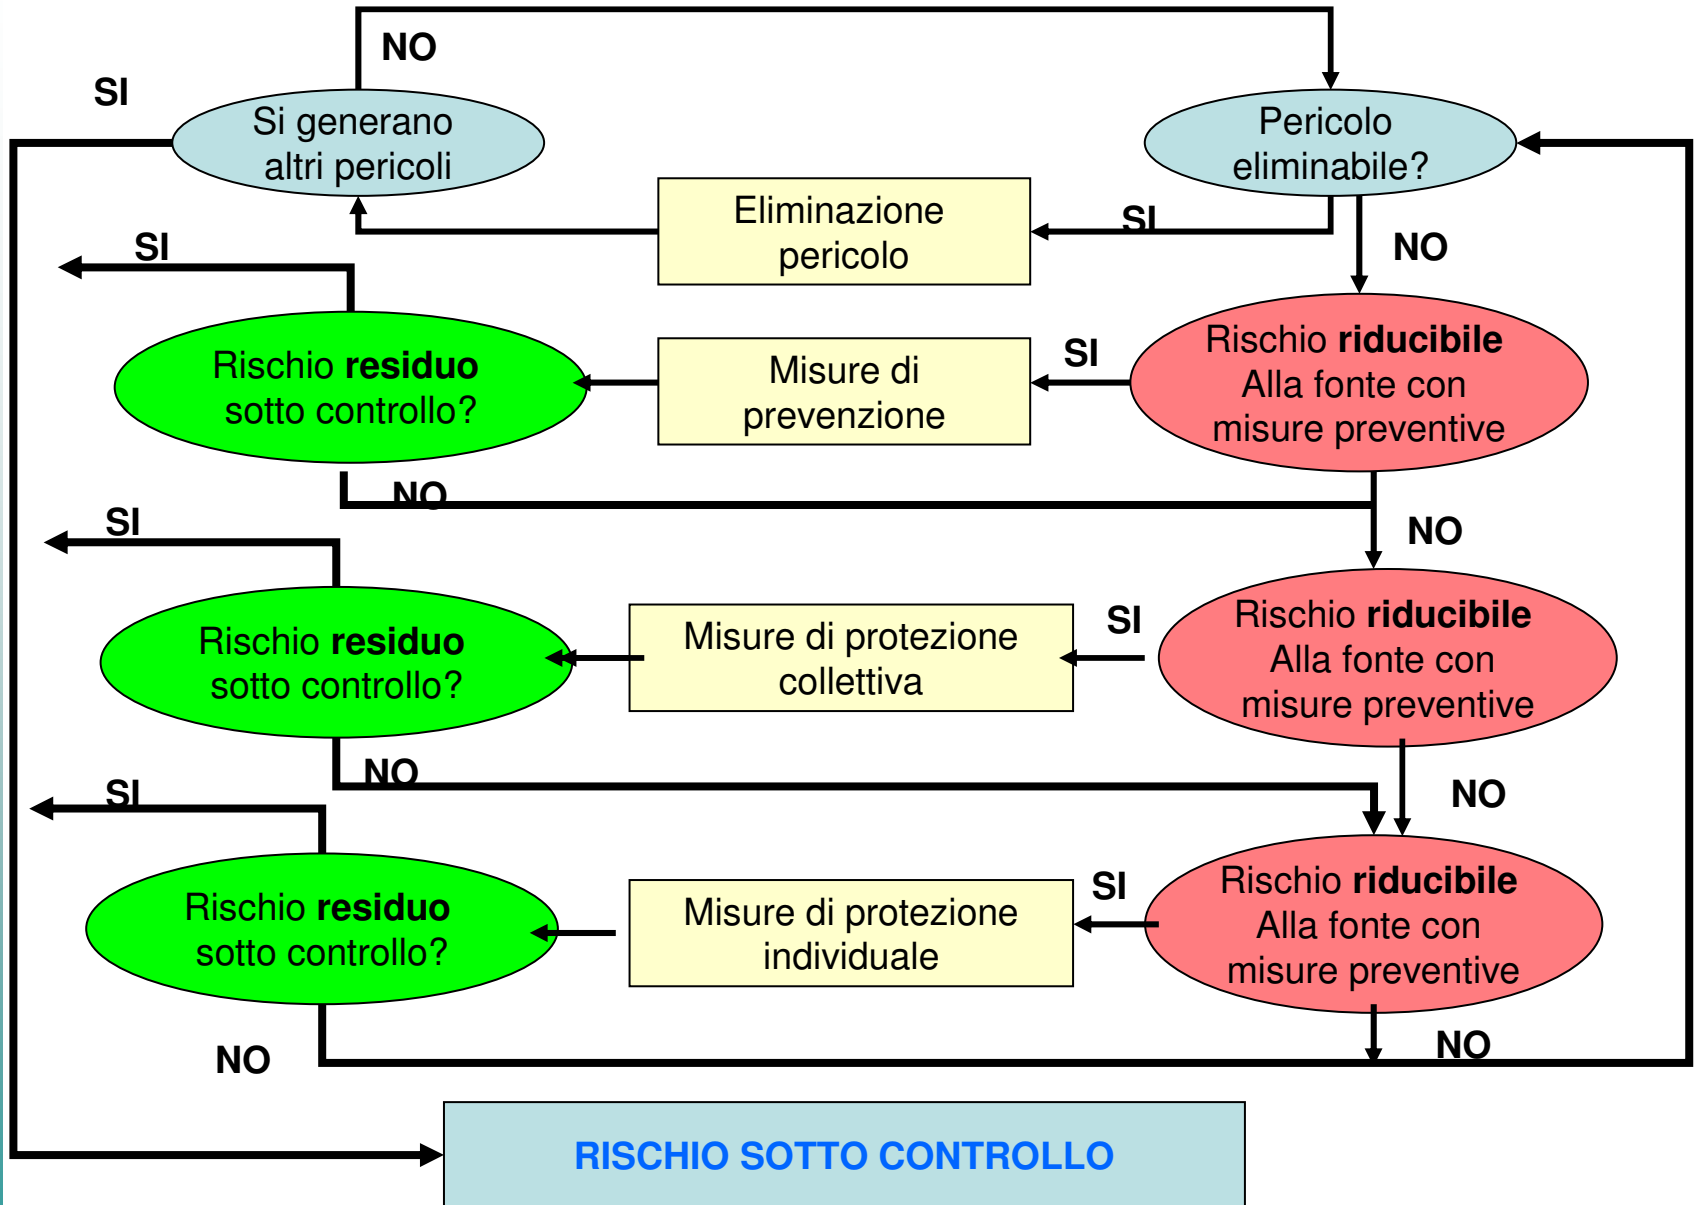 NO
SI
Si generano
altri pericoli
Pericolo
eliminabile?
Eliminazione
pericolo
SI
NO
SI
Rischio residuo
sotto controllo?
Misure di
prevenzione
SI
Rischio riducibile
Alla fonte con
misure preventive
NO
NO
SI
Rischio residuo
sotto controllo?
Misure di protezione
collettiva
SI
Rischio riducibile
Alla fonte con
misure preventive
NO
NO
SI
Rischio residuo
sotto controllo?
Misure di protezione
individuale
SI
Rischio riducibile
Alla fonte con
misure preventive
NO
NO
RISCHIO SOTTO CONTROLLO